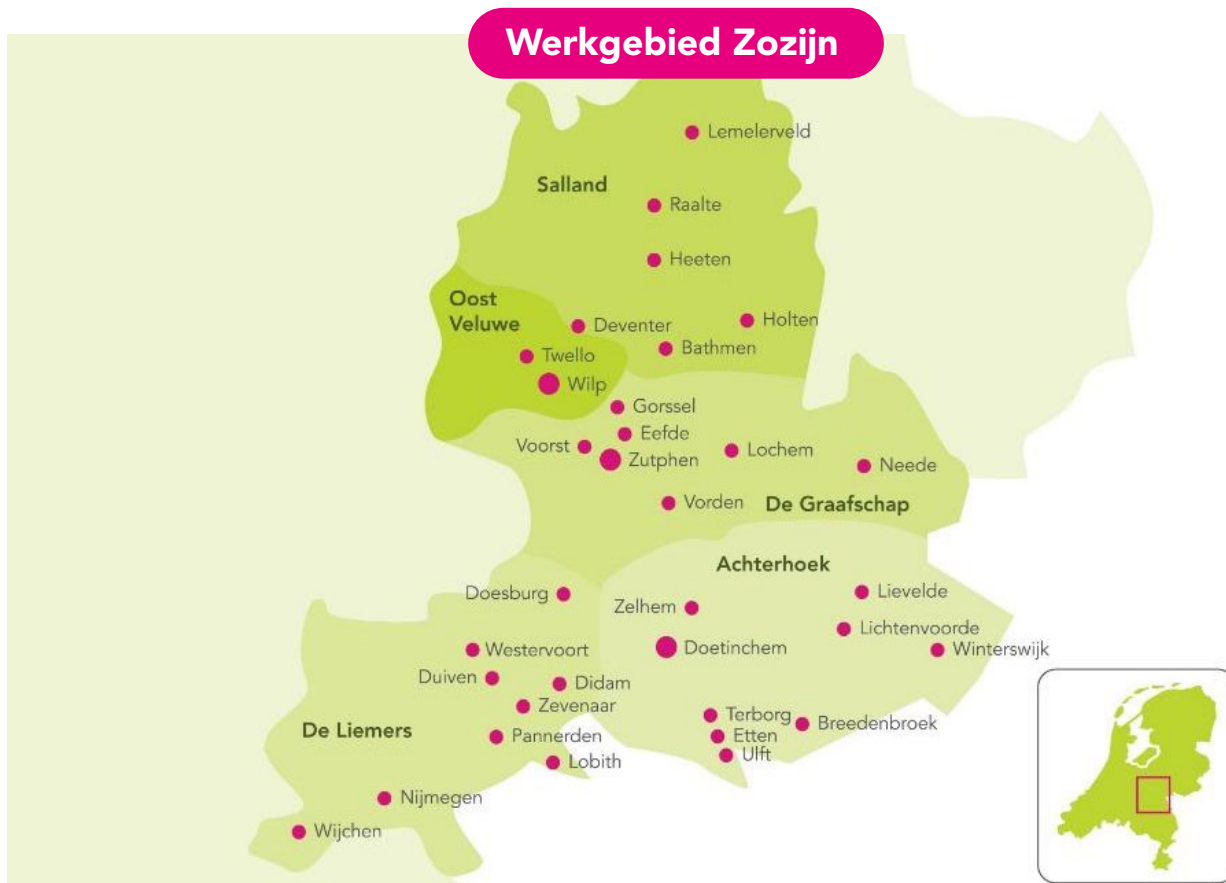 Werkgebied Zozijn
Lemelerveld
Salland
Raalte
Heeten
Oost
Veluwe
Deventer
Holten
Bathmen
Twello
Wilp
Gorssel
Eefde
Voorst
Zutphen
Lochem
Neede
Vorden
De Graafschap
Achterhoek
Doesburg
Zelhem
Lievelde
Lichtenvoorde
Doetinchem
Winterswijk
Westervoort
Duiven
Didam
Zevenaar
De Liemers
Pannerden
Lobith
Terborg
Etten
Ulft
Breedenbroek
Nijmegen
Wijchen